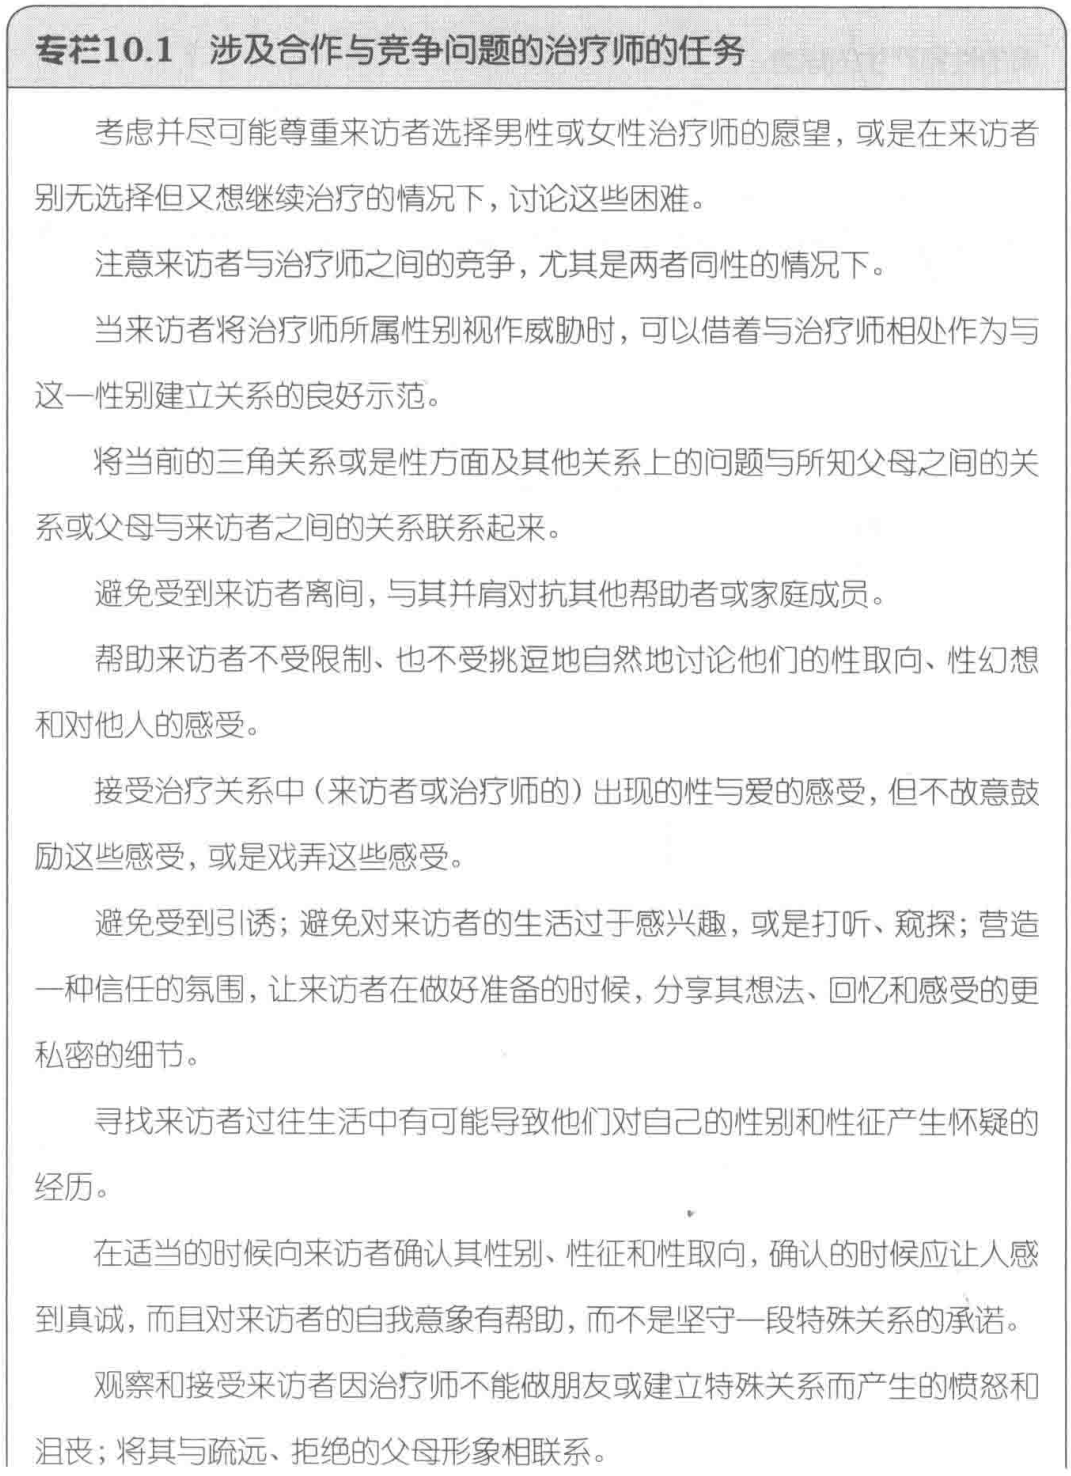 专栏10.1 涉及合作与竞争问题的治疗师的任务
考虑并尽可能尊重来访者选择男性或女性治疗师的愿望，或是在来访者
别无选择但又想继续治疗的情况下，讨论这些困难。
注意来访者与治疗师之间的竞争，尤其是两者同性的情况下。
当来访者将治疗师所属性别视作威胁时，可以借着与治疗师相处作为与
这一性别建立关系的良好示范。
将当前的三角关系或是性方面及其他关系上的问题与所知父母之间的关
系或父母与来访者之间的关系联系起来。
避免受到来访者离间，与其并肩对抗其他帮助者或家庭成员。
帮助来访者不受限制、也不受挑逗地自然地讨论他们的性取向、性幻想
和对他人的感受。
接受治疗关系中（来访者或治疗师的）出现的性与爱的感受，但不故意鼓
励这些感受，或是戏弄这些感受。
避免受到引诱；避免对来访者的生活过于感兴趣，或是打听、窥探；营造
一种信任的氛围，让来访者在做好准备的时候，分享其想法、回忆和感受的更
私密的细节。
寻找来访者过往生活中有可能导致他们对自己的性别和性征产生怀疑的
经历。
在适当的时候向来访者确认其性别、性征和性取向，确认的时候应让人感
到真诚，而且对来访者的自我意象有帮助，而不是坚守一段特殊关系的承诺。
观察和接受来访者因治疗师不能做朋友或建立特殊关系而产生的愤怒和
沮丧；将其与疏远、拒绝的父母形象相联系。